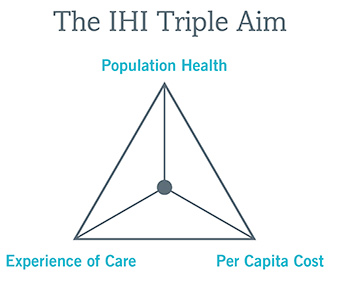 The IHI Triple Aim
Population Health
Experience of Care
Per Capita Cost